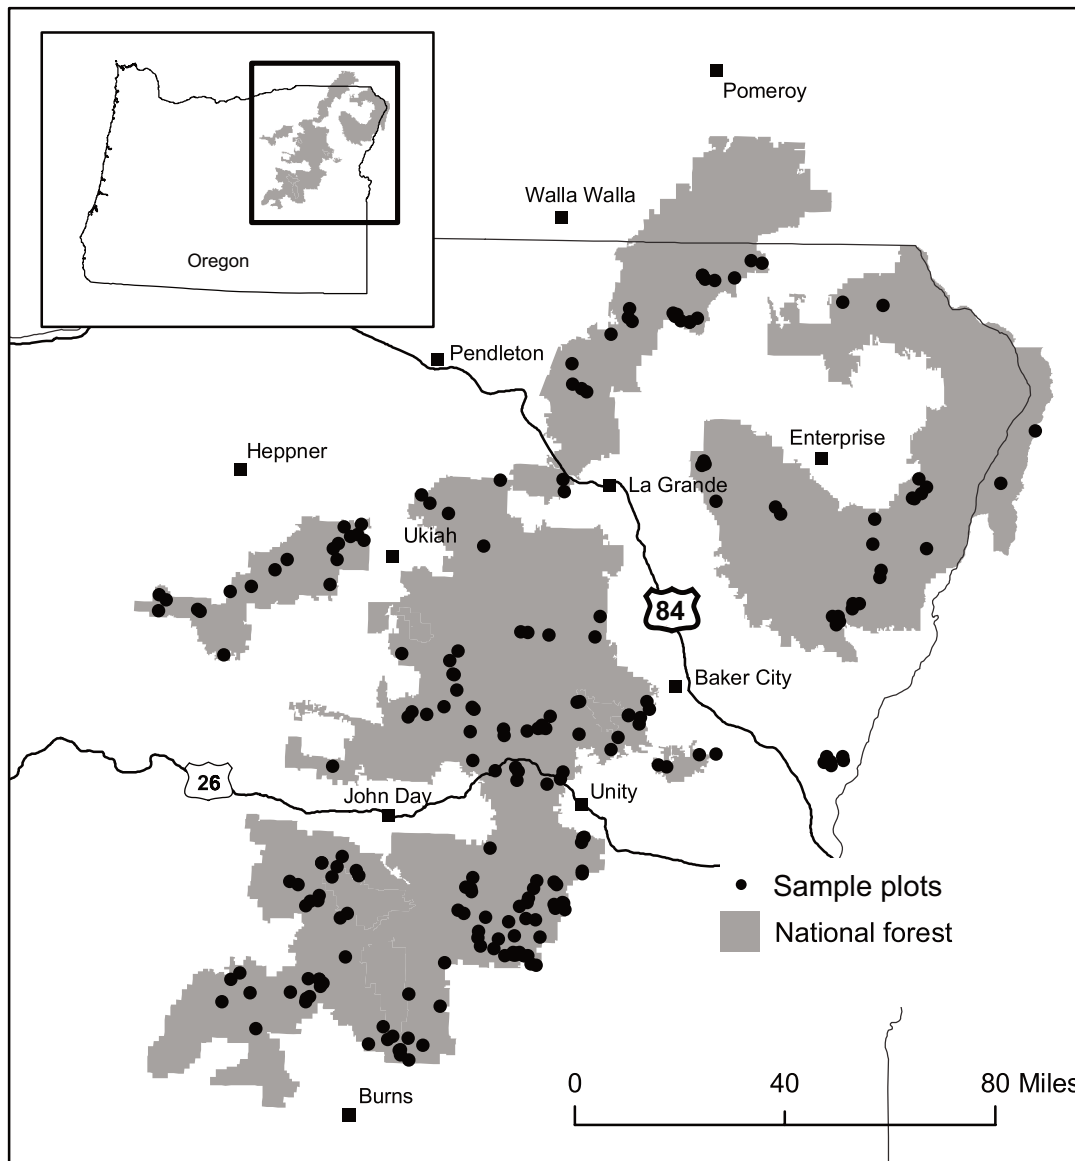 Pomeroy
Walla Walla
Oregon
Pendleton
Enterprise
Heppner
La Grande
Ukiah
84
Baker City
26
John Day
Unity
Sample plots
National forest
0 40 80 Miles
Burns